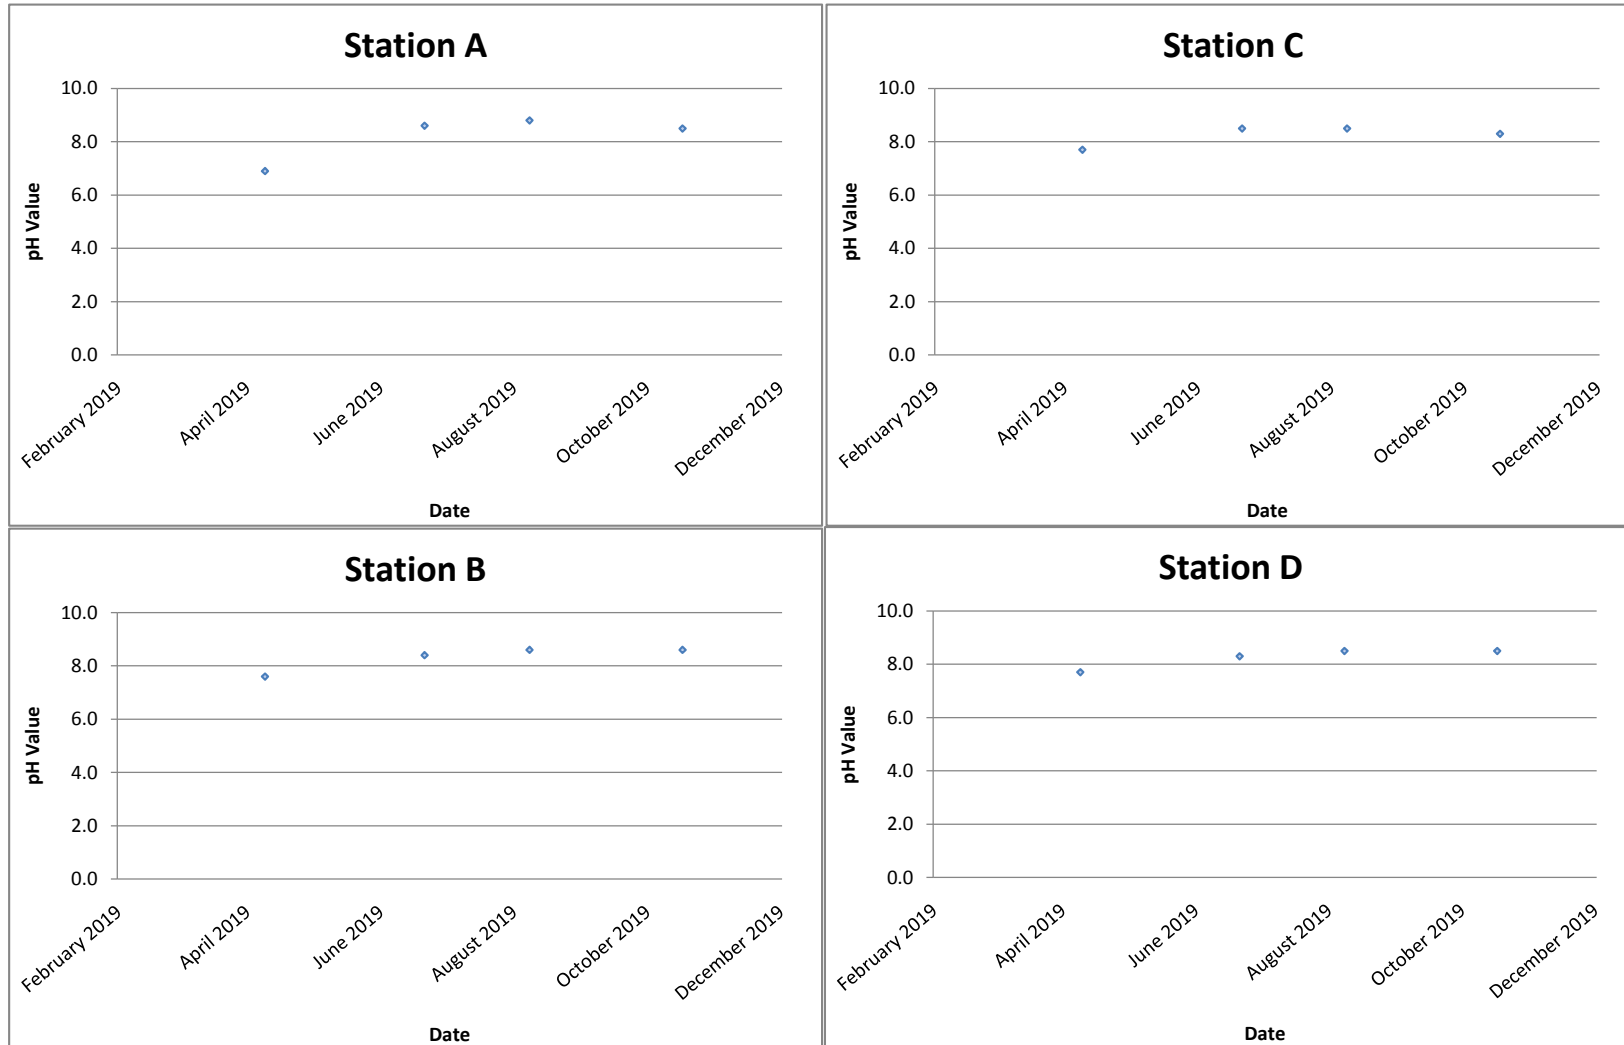 Station A
10.0
8.0
6.0
4.0
2.0
0.0
pH Value
February 2019
April 2019
June 2019
August 2019
October 2019
December 2019
Date
Station C
10.0
8.0
6.0
4.0
2.0
0.0
pH Value
February 2019
April 2019
June 2019
August 2019
October 2019
December 2019
Date
Station B
10.0
8.0
6.0
4.0
2.0
0.0
pH Value
February 2019
April 2019
June 2019
August 2019
October 2019
December 2019
Date
Station D
10.0
8.0
6.0
4.0
2.0
0.0
pH Value
February 2019
April 2019
June 2019
August 2019
October 2019
December 2019
Date